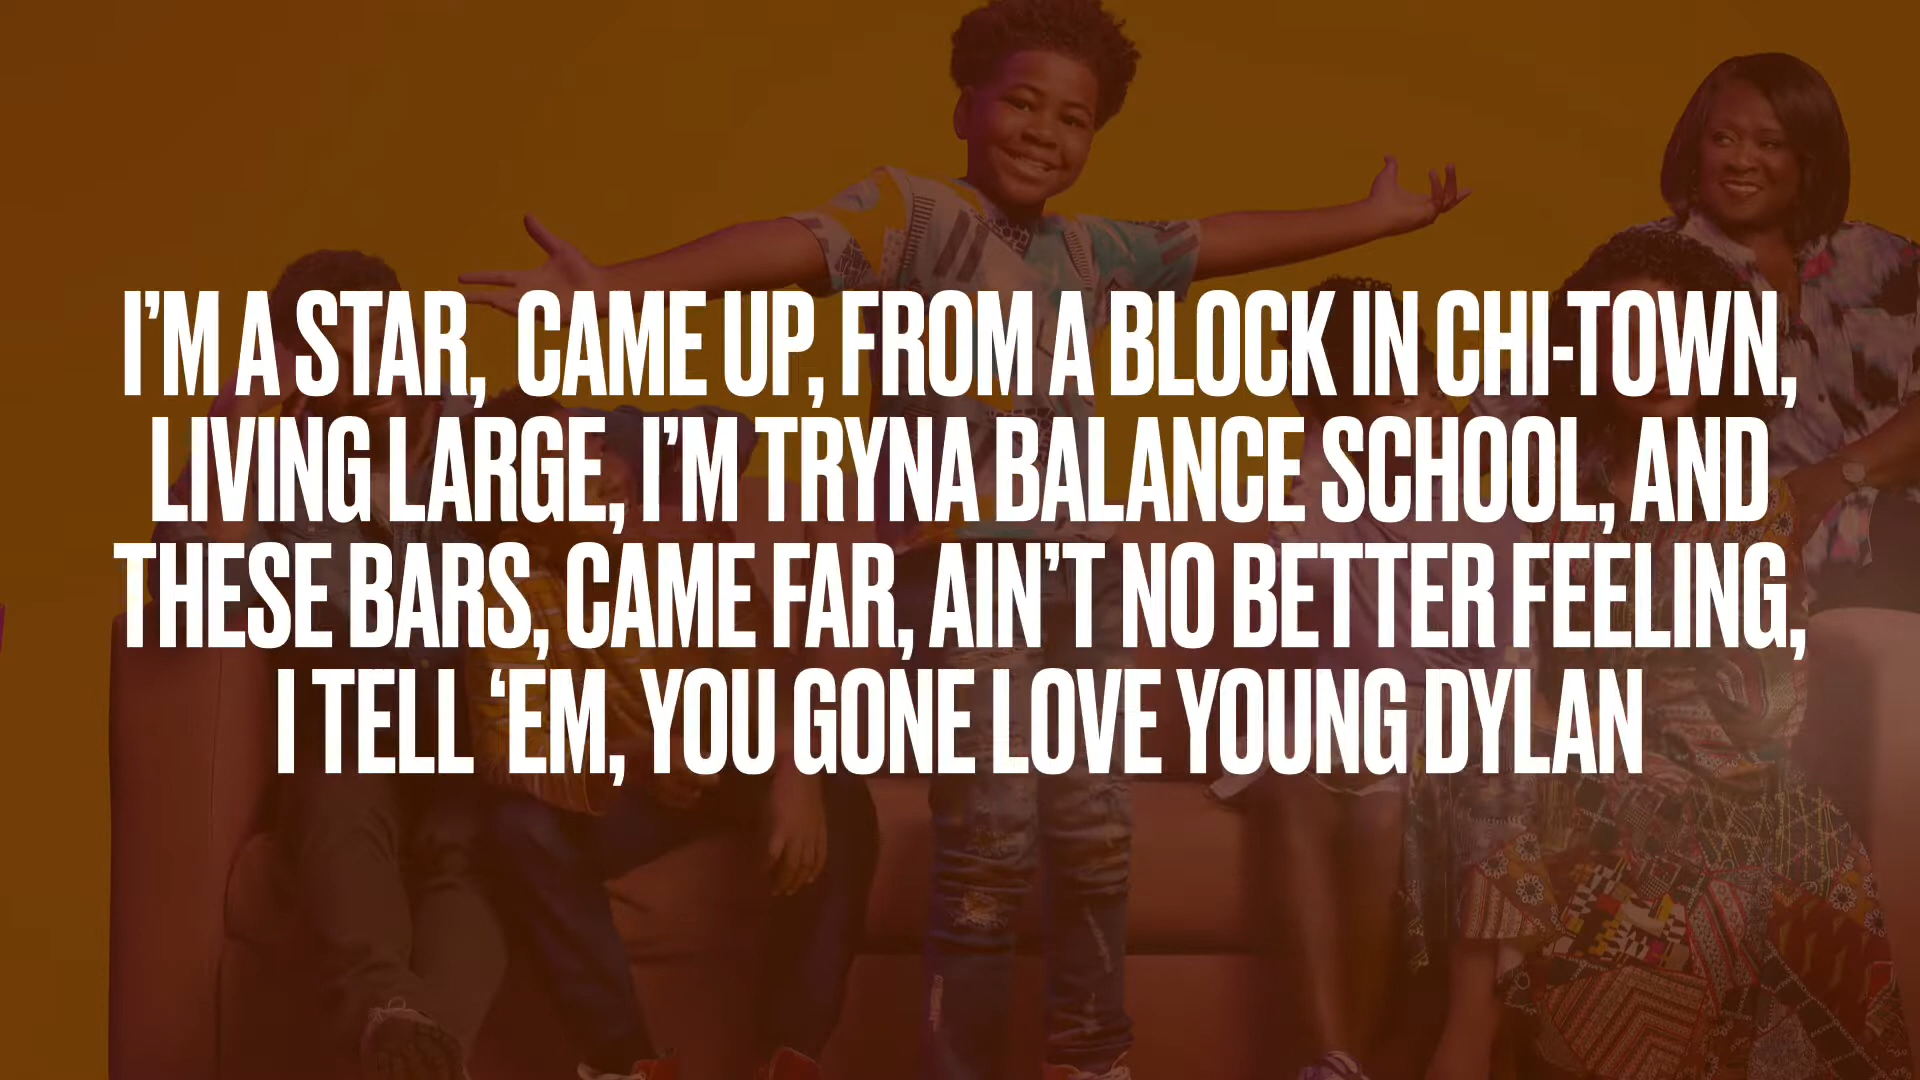 I’M A STAR, CAME UP, FROM A BLOCK IN CHI-TOWN,
LIVING LARGE, I’M TRYNA BALANCE SCHOOL, AND
THESE BARS, CAME FAR, AIN’T NO BETTER FEELING,
I TELL ‘EM, YOU GONE LOVE YOUNG DYLAN